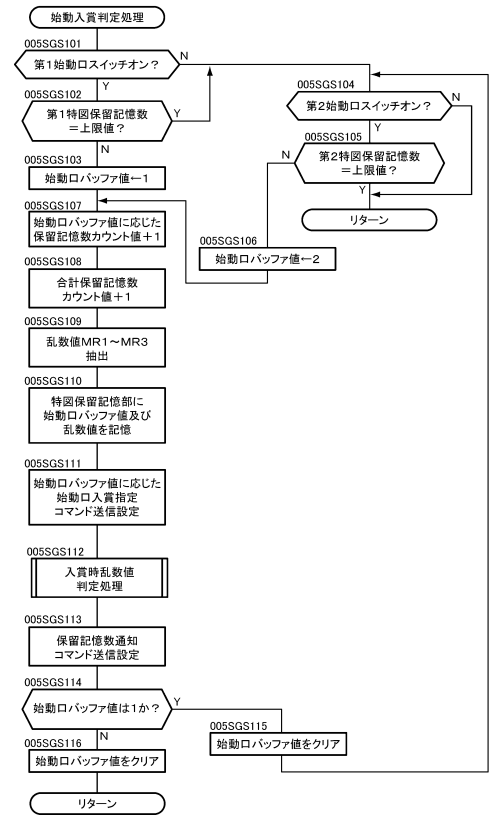 始動入賞判定処理
005SGS101
第1始動口スイッチオン？
N
Y
005SGS102
第1特図保留記憶数
＝上限値？
Y
N
005SGS103
始動口バッファ値←1
005SGS104
第2始動口スイッチオン？
N
Y
005SGS105
第2特図保留記憶数
＝上限値？
N
Y
リターン
005SGS106
始動口バッファ値←2
005SGS107
始動口バッファ値に応じた
保留記憶数カウント値＋1
005SGS108
合計保留記憶数
カウント値＋1
005SGS109
乱数値MR1～MR3
抽出
005SGS110
特図保留記憶部に
始動口バッファ値及び
乱数値を記憶
005SGS111
始動口バッファ値に応じた
始動口入賞指定
コマンド送信設定
005SGS112
入賞時乱数値
判定処理
005SGS113
保留記憶数通知
コマンド送信設定
005SGS114
始動口バッファ値は1か？
Y
N
005SGS115
始動口バッファ値をクリア
005SGS116
始動口バッファ値をクリア
リターン